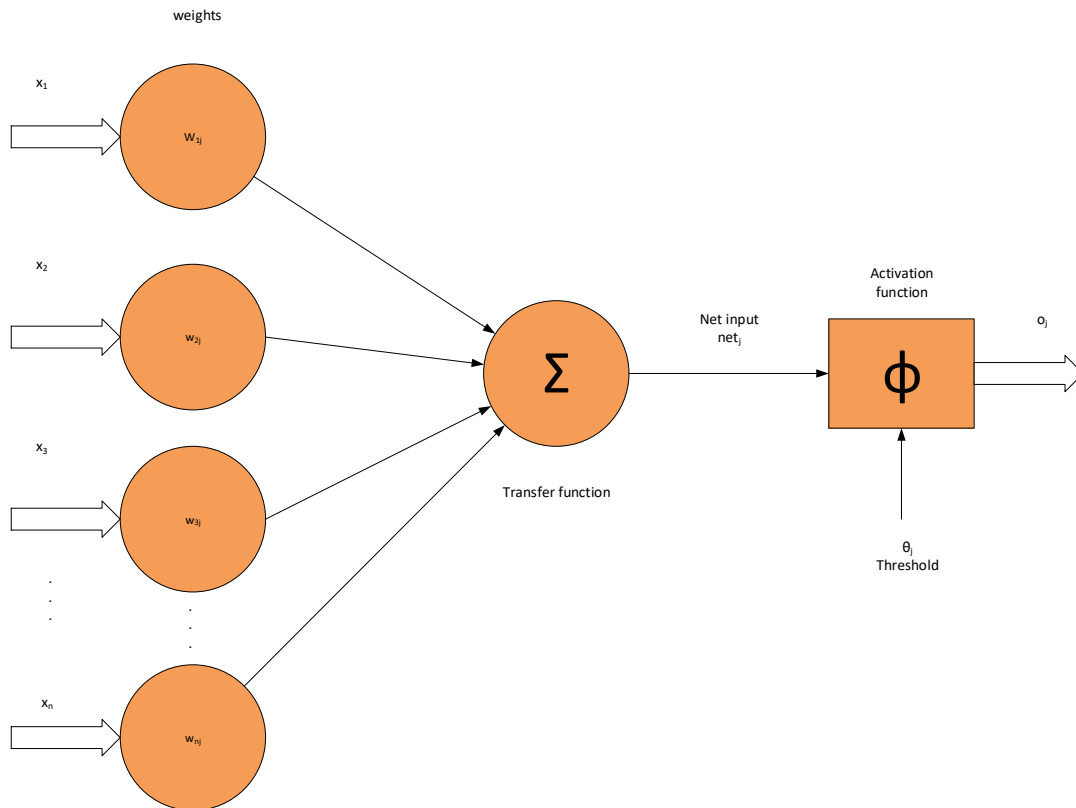 weights
x₁
W₁ⱼ
x₂
w₂ⱼ
x₃
w₃ⱼ
.
.
.
.
.
.
xₙ
wₙⱼ
Σ
Transfer function
Net input
netⱼ
Activation
function
ϕ
oⱼ
θⱼ
Threshold